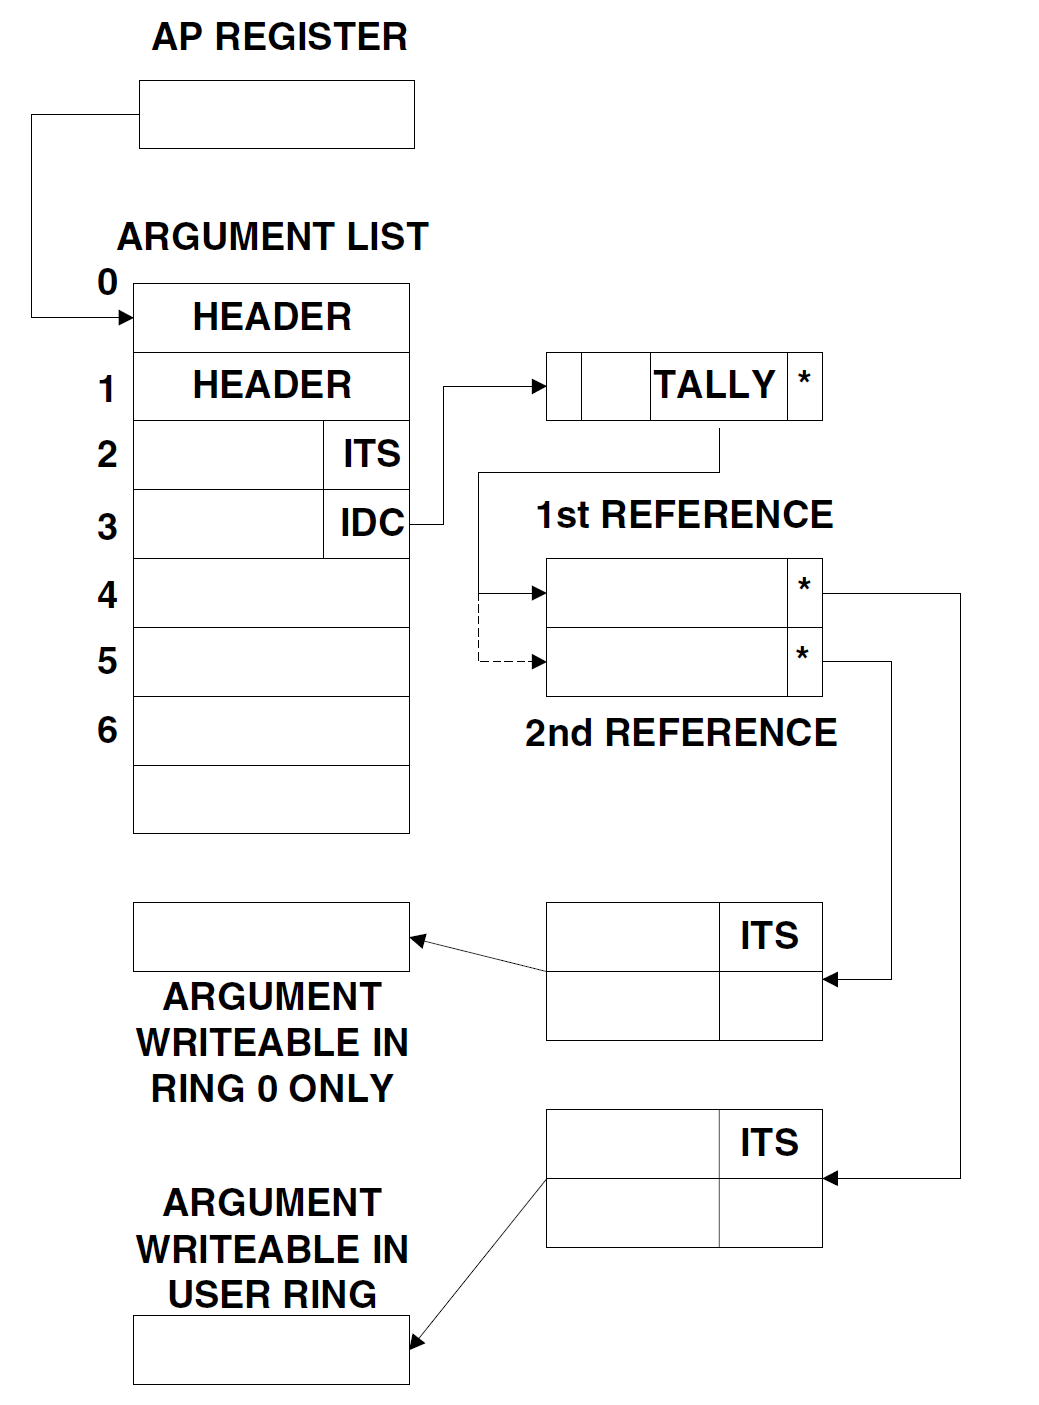 AP REGISTER
ARGUMENT LIST
0
HEADER
1
HEADER
TALLY *
2
ITS
3
IDC
1st REFERENCE
4
*
5
*
6
2nd REFERENCE
ITS
ARGUMENT
WRITEABLE IN
RING 0 ONLY
ITS
ARGUMENT
WRITEABLE IN
USER RING